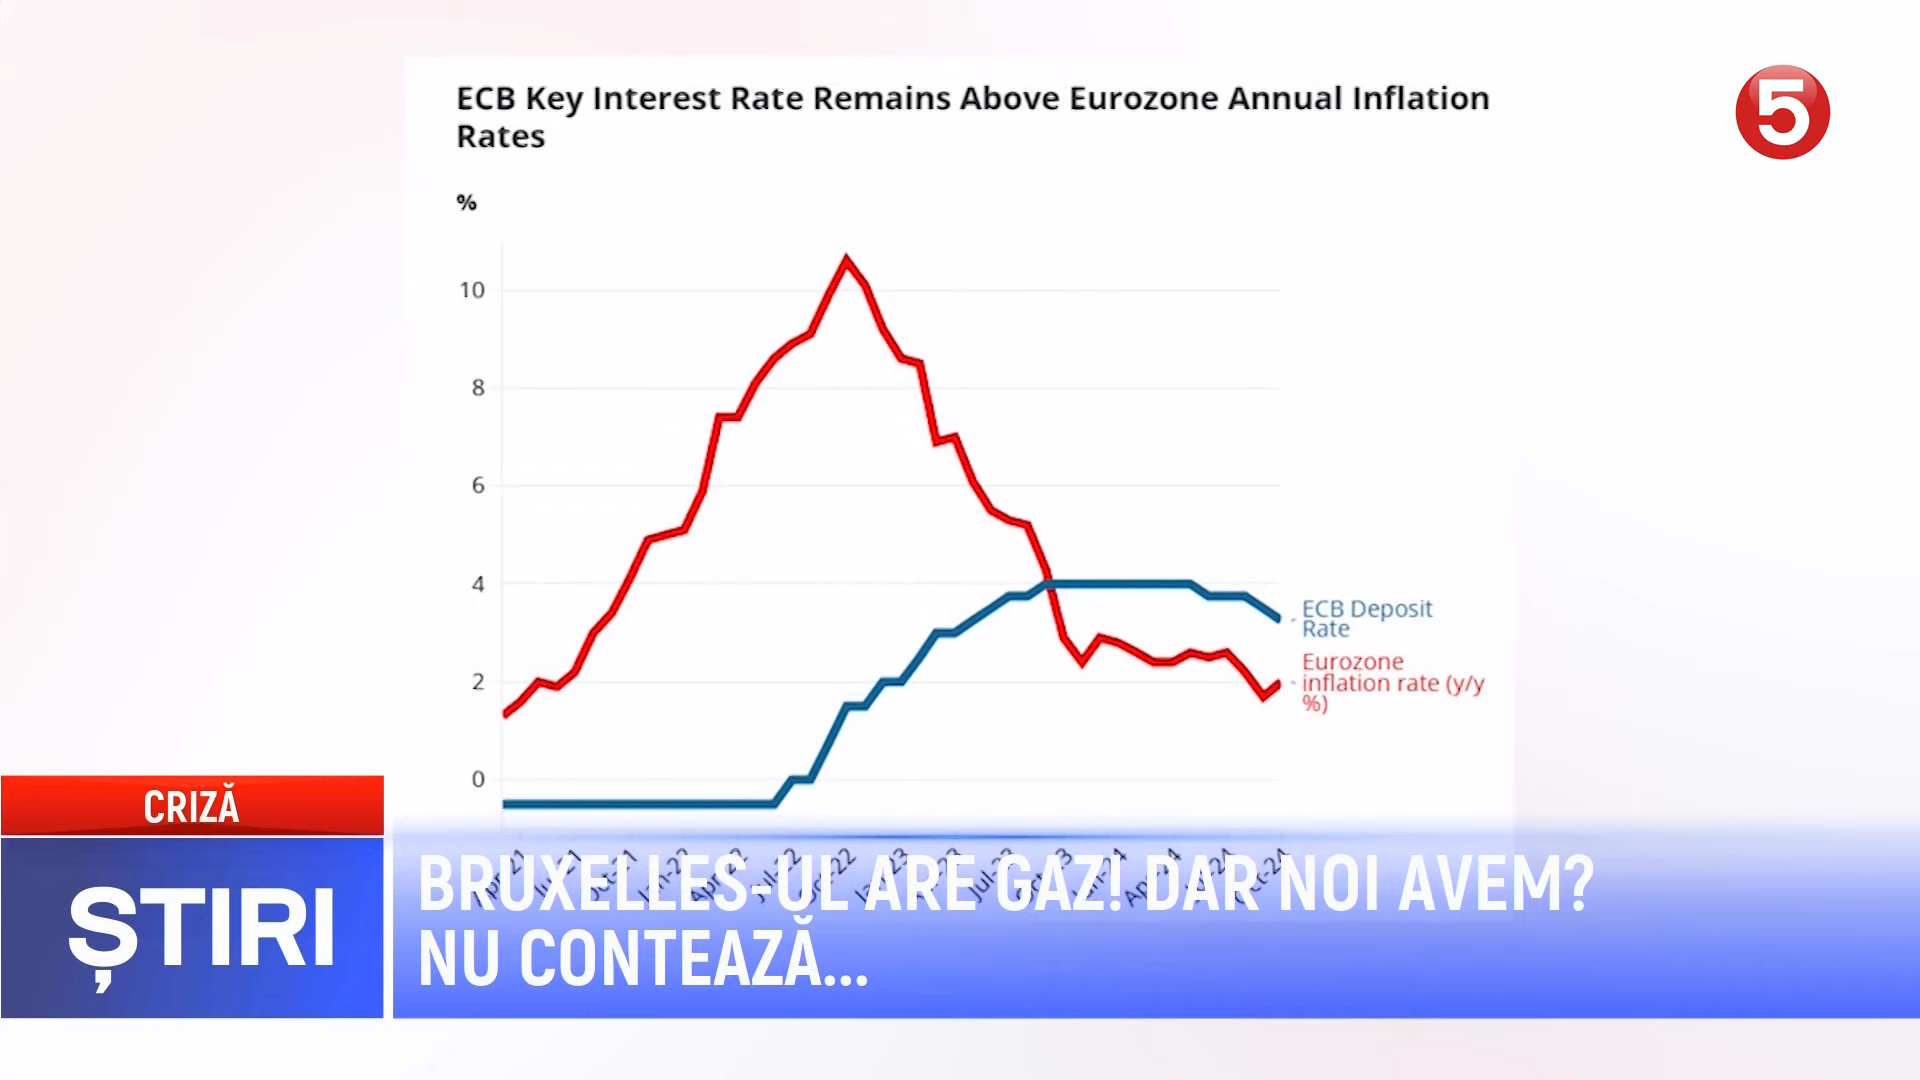 ECB Key Interest Rate Remains Above Eurozone Annual Inflation
Rates
5
%
10
8
6
4
2
0
ECB Deposit
Rate
Eurozone
inflation rate (y/y
%)
CRIZĂ
ȘTIRI
BRUXELLES-UL ARE GAZ! DAR NOI AVEM?
NU CONTEAZĂ...